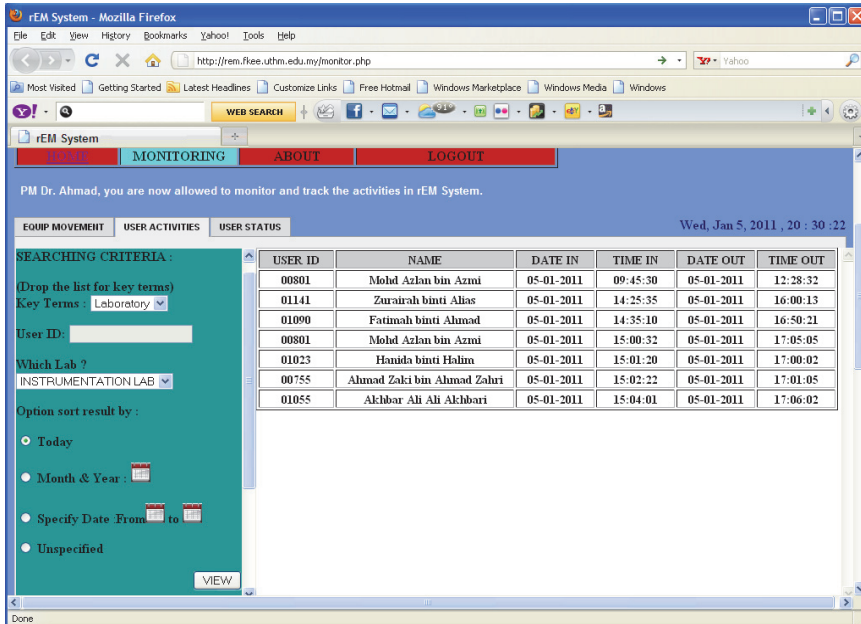 rEM System - Mozilla Firefox
File Edit View History Bookmarks Yahoo! Tools Help
http://rem.fkee.uthm.edu.my/monitor.php Yahoo
Most Visited Getting Started Latest Headlines Customize Links Free Hotmail Windows Marketplace Windows Media Windows
Y! WEB SEARCH
rEM System
HOME MONITORING ABOUT LOGOUT
PM Dr. Ahmad, you are now allowed to monitor and track the activities in rEM System.
EQUIP MOVEMENT USER ACTIVITIES USER STATUS Wed, Jan 5, 2011 , 20 : 30 :22
SEARCHING CRITERIA :
(Drop the list for key terms)
Key Terms : Laboratory
User ID:
Which Lab ?
INSTRUMENTATION LAB
Option sort result by :
Today
Month & Year :
Specify Date :From to
Unspecified
VIEW
USER ID NAME DATE IN TIME IN DATE OUT TIME OUT
00801 Mohd Azlan bin Azmi 05-01-2011 09:45:30 05-01-2011 12:28:32
01141 Zurairah binti Alias 05-01-2011 14:25:35 05-01-2011 16:00:13
01090 Fatimah binti Ahmad 05-01-2011 14:35:10 05-01-2011 16:50:21
00801 Mohd Azlan bin Azmi 05-01-2011 15:00:32 05-01-2011 17:05:05
01023 Hanida binti Halim 05-01-2011 15:01:20 05-01-2011 17:00:02
00755 Ahmad Zaki bin Ahmad Zahri 05-01-2011 15:02:22 05-01-2011 17:01:05
01055 Akhbar Ali Ali Akhbari 05-01-2011 15:04:01 05-01-2011 17:06:02
Done